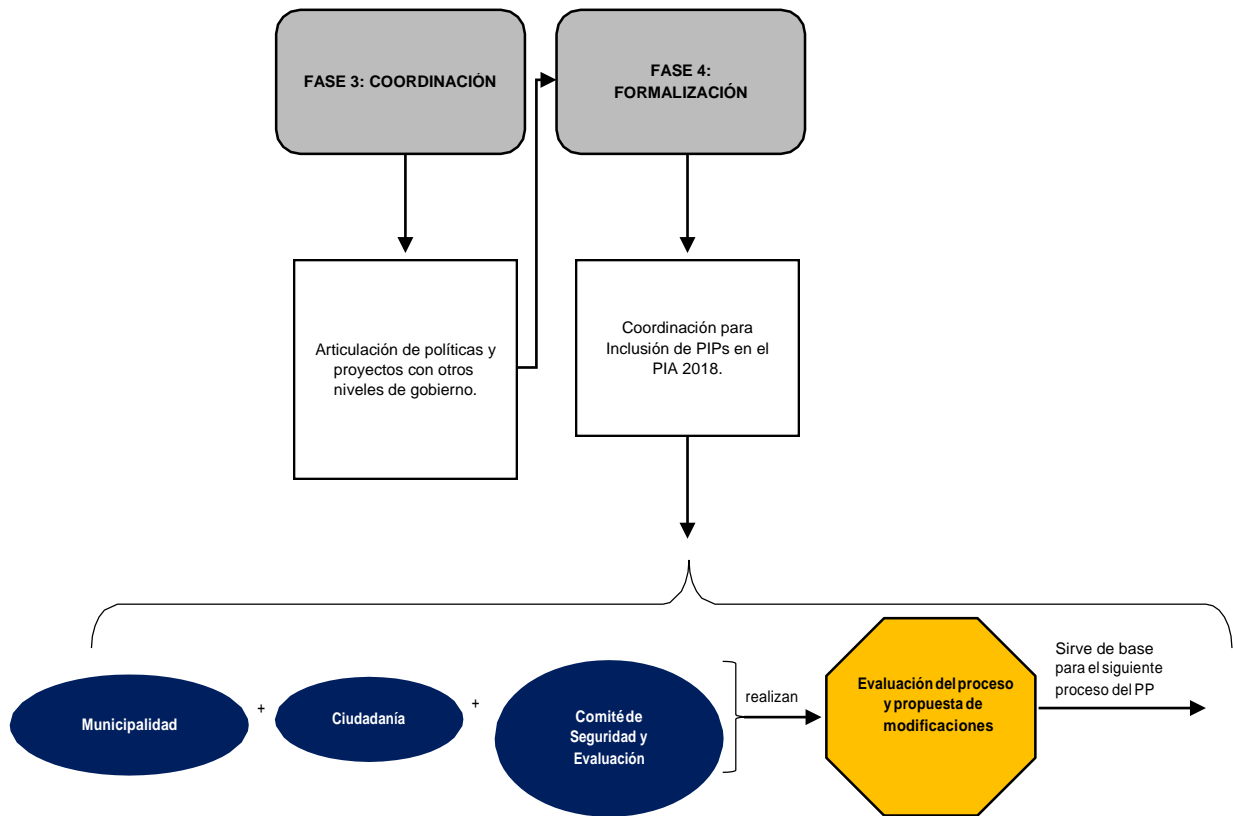 FASE 3: COORDINACIÓN
FASE 4:
FORMALIZACIÓN
Articulación de políticas y
proyectos con otros
niveles de gobierno.
Coordinación para
Inclusión de PIPs en el
PIA 2018.
Municipalidad
+
Ciudadanía
+
Comité de
Seguridad y
Evaluación
realizan
Evaluación del proceso
y propuesta de
modificaciones
Sirve de base
para el siguiente
proceso del PP